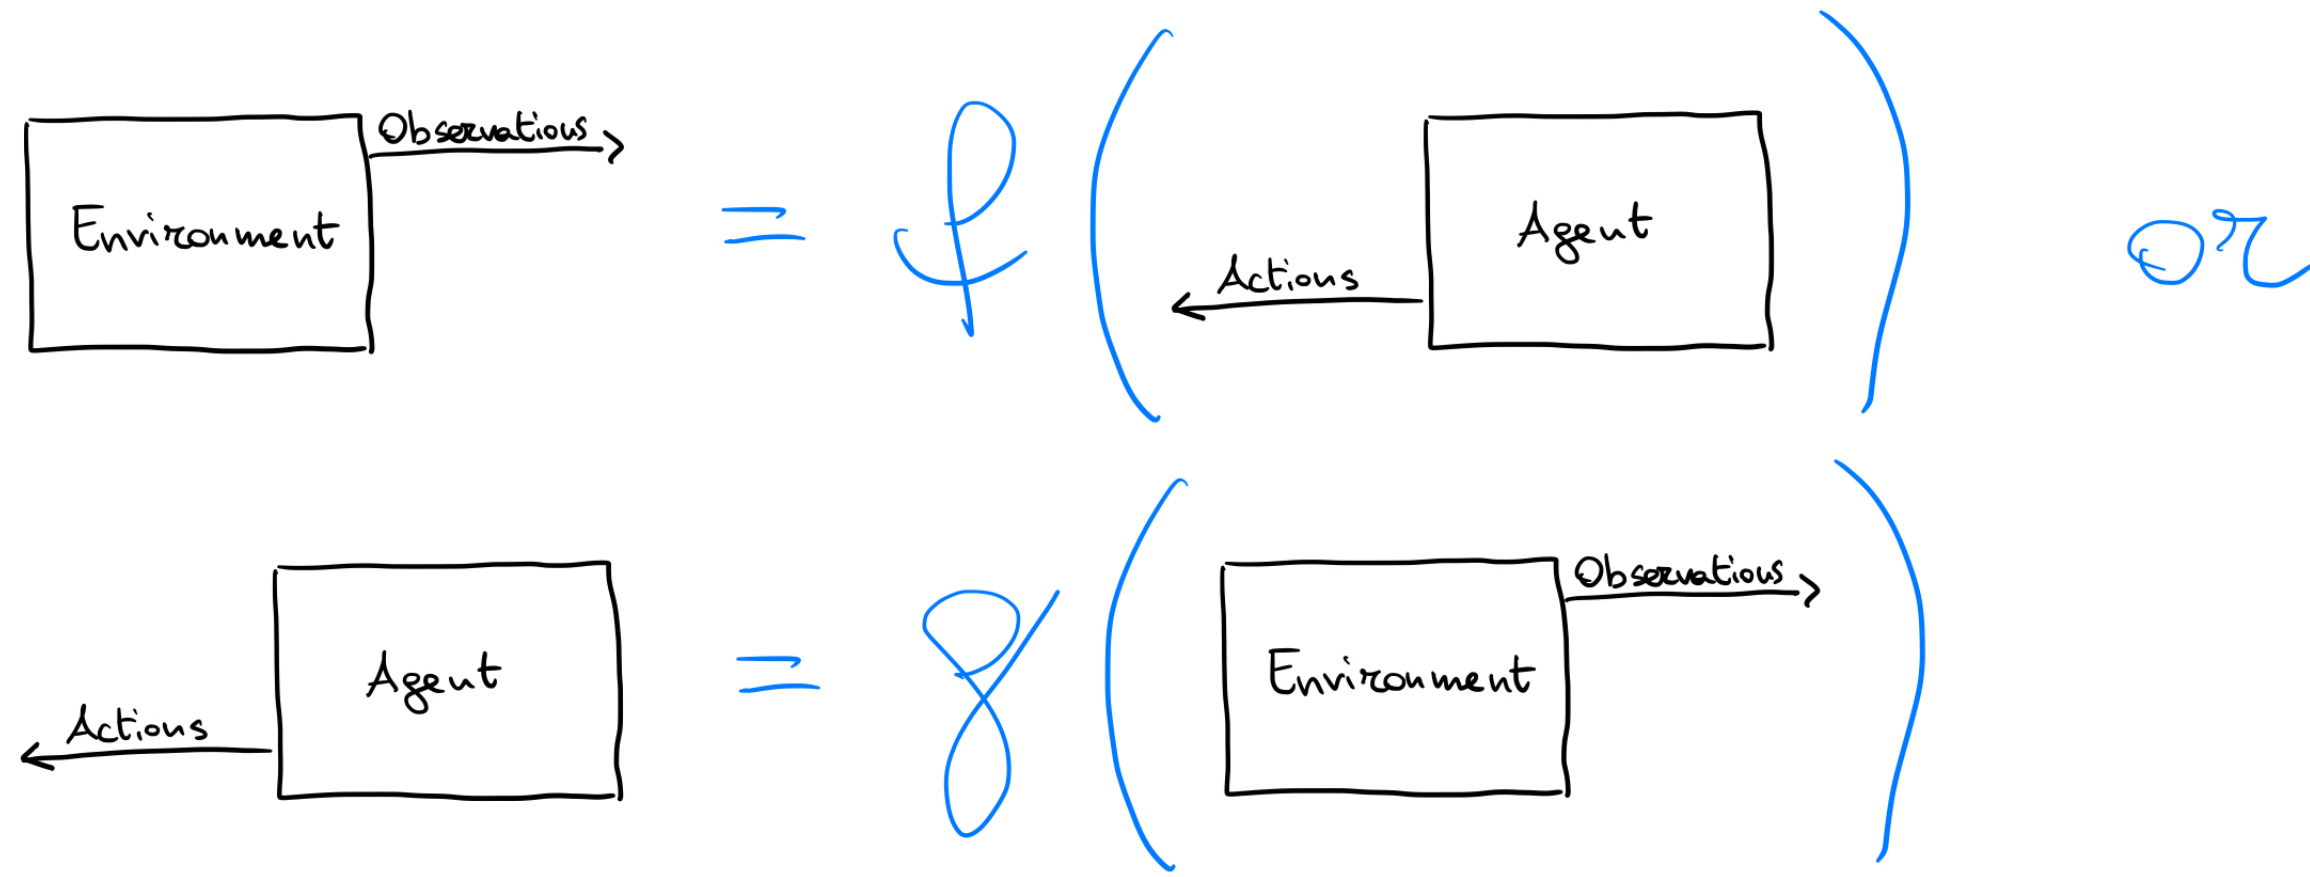 Observations
Environment = f ( Actions Agent ) or
Actions Agent = g ( Environment Observations )